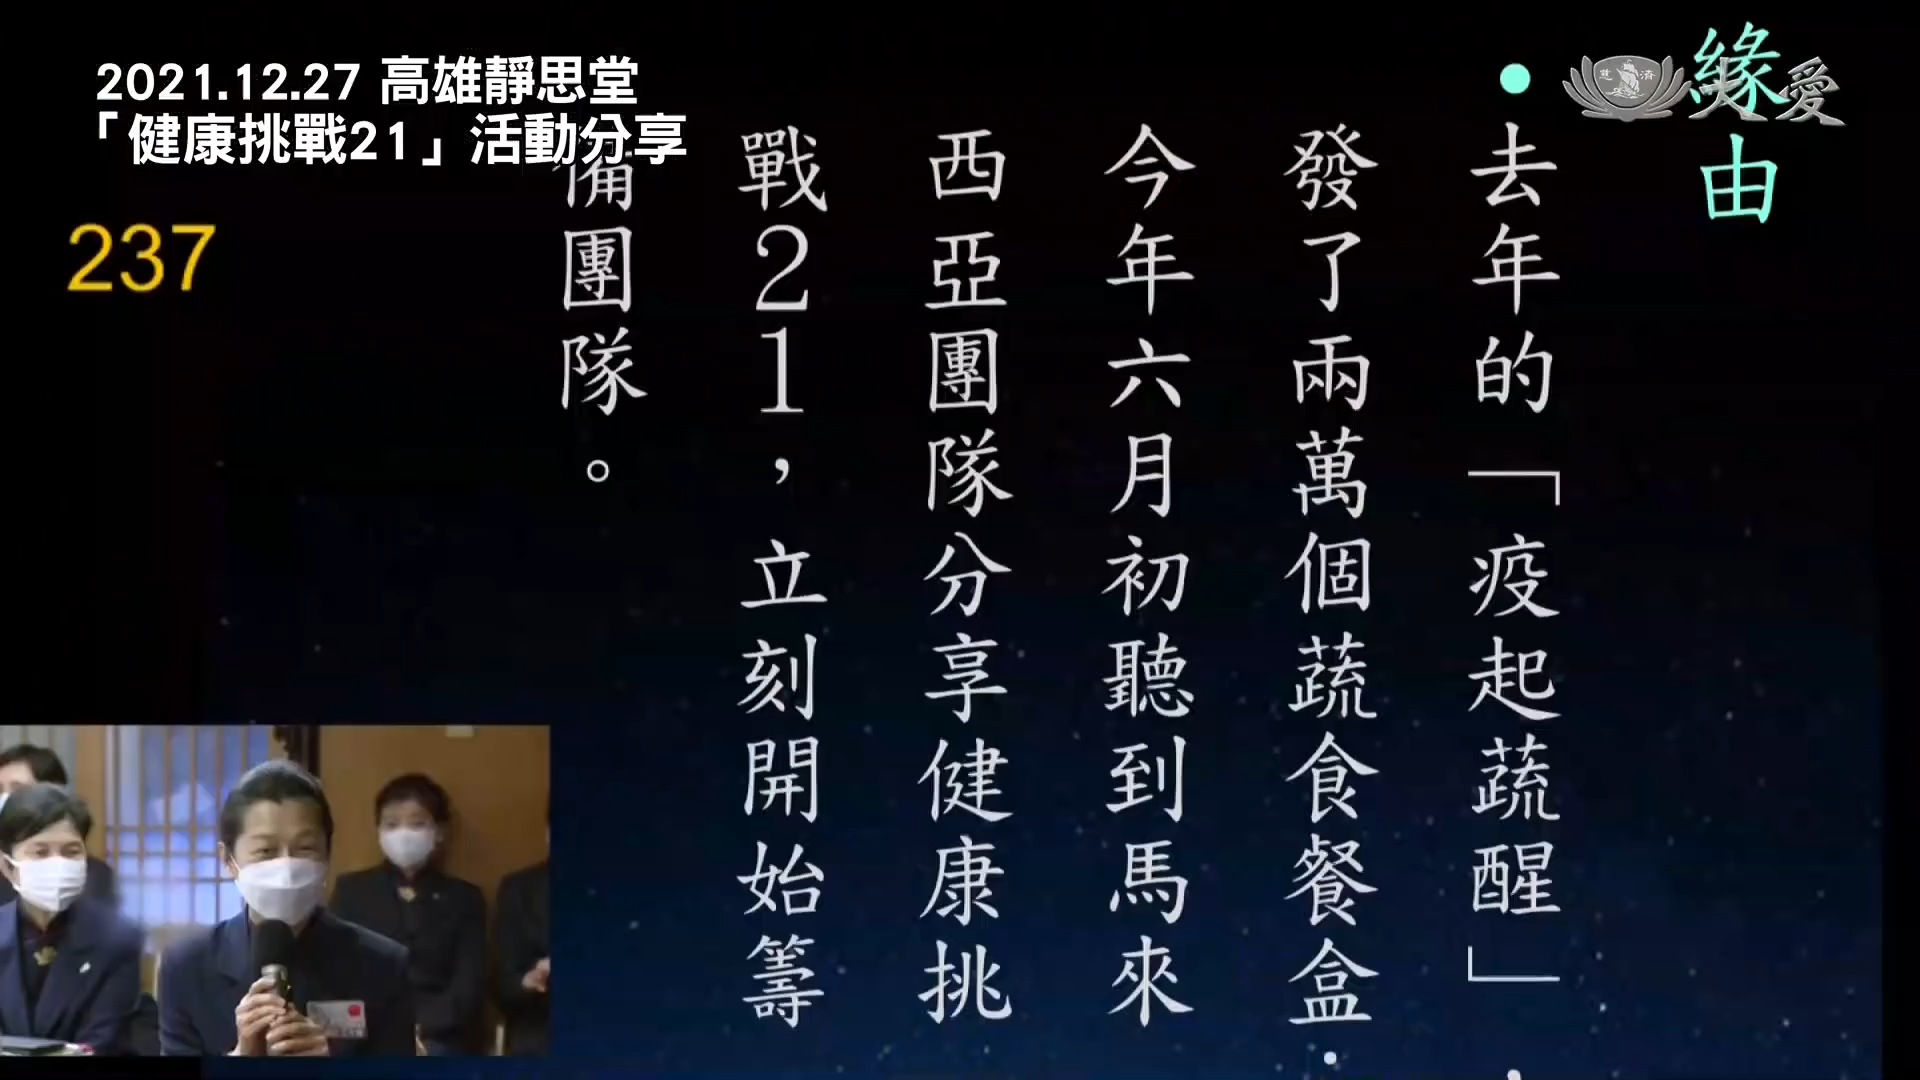 2021.12.27 高雄靜思堂
「健康挑戰21」活動分享
237
慈濟
大愛
緣由
•去年的「疫起蔬醒」,
發了兩萬個蔬食餐盒.
今年六月初聽到馬來
西亞團隊分享健康挑
戰21,立刻開始籌
備團隊。